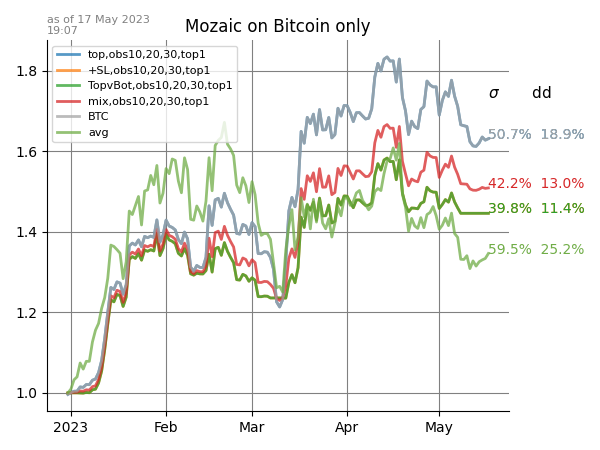 as of 17 May 2023
19:07
Mozaic on Bitcoin only
top,obs10,20,30,top1
+SL,obs10,20,30,top1
TopvBot,obs10,20,30,top1
mix,obs10,20,30,top1
BTC
avg
σ dd
50.7% 18.9%
42.2% 13.0%
39.8% 11.4%
59.5% 25.2%
1.8
1.6
1.4
1.2
1.0
2023 Feb Mar Apr May